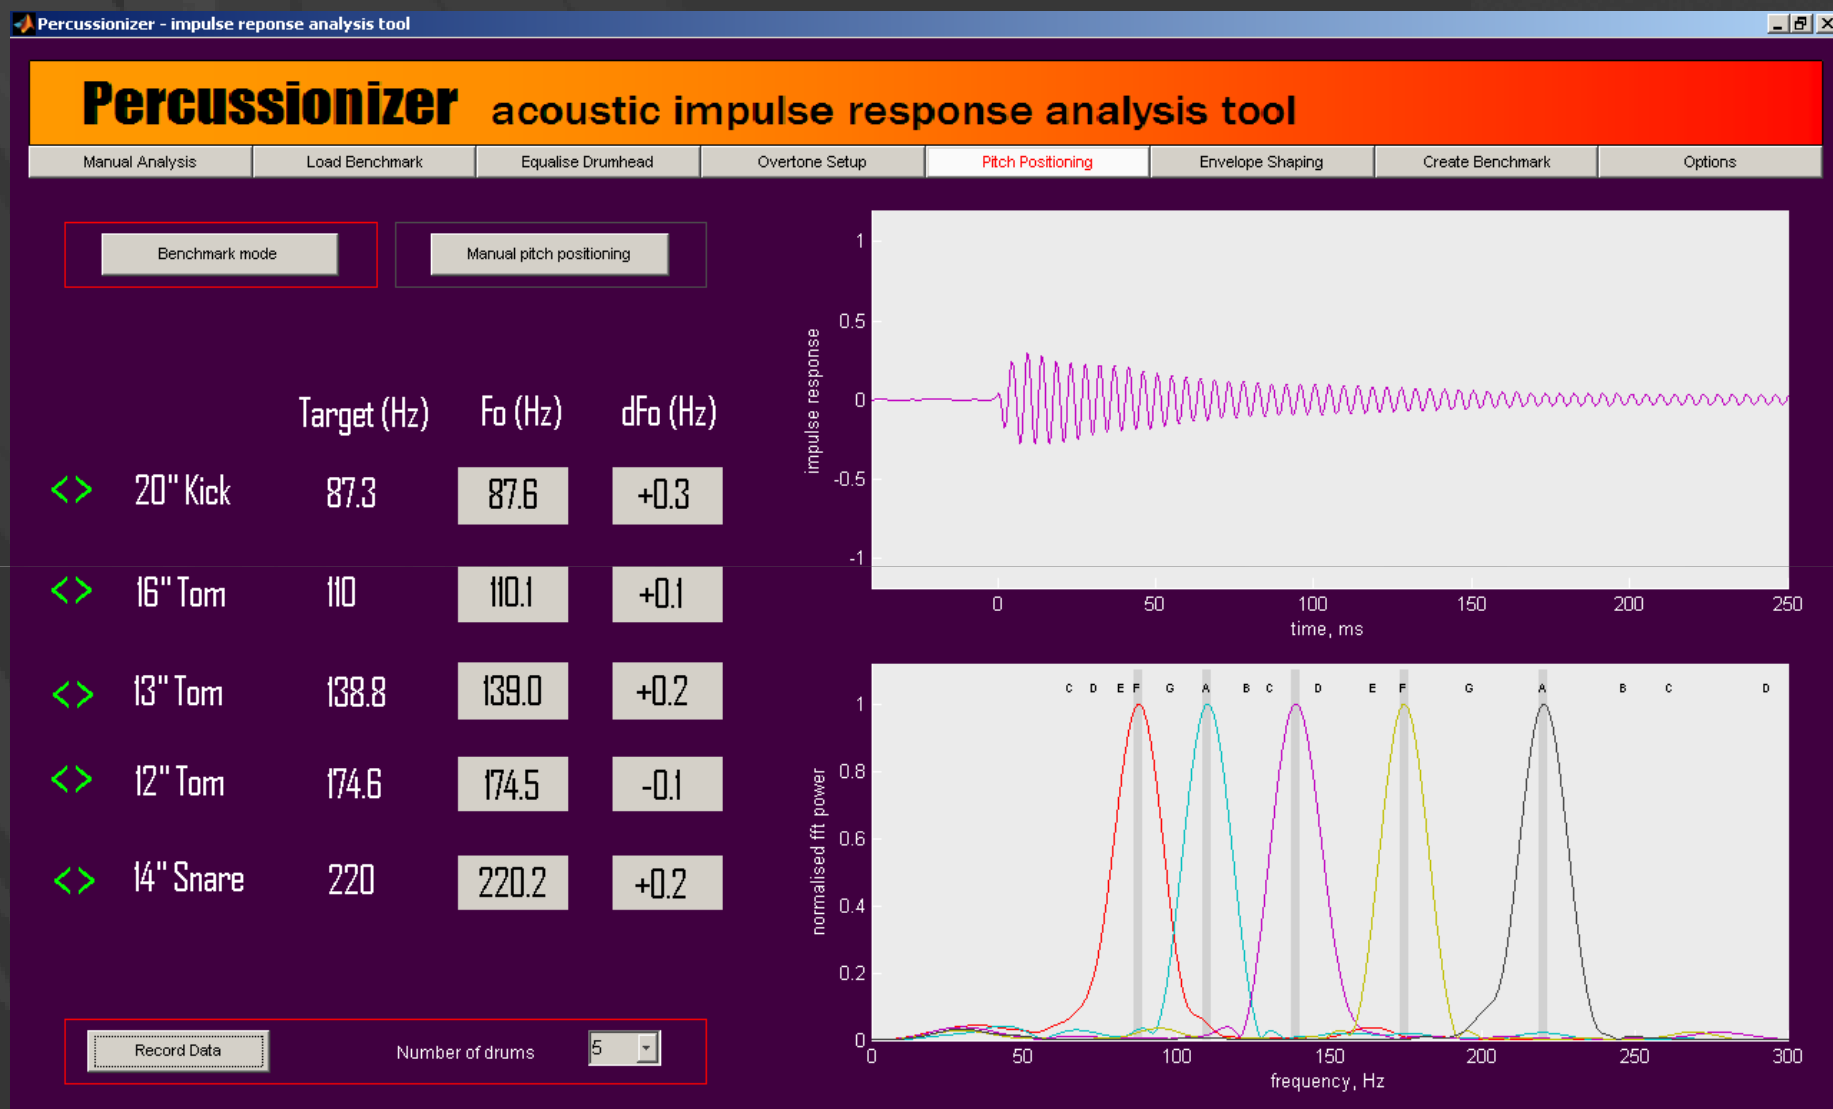 Percussionizer - impulse reponse analysis tool
Percussionizer acoustic impulse response analysis tool
Manual Analysis Load Benchmark Equalise Drumhead Overtone Setup Pitch Positioning Envelope Shaping Create Benchmark Options
Benchmark mode Manual pitch positioning
Target (Hz) Fo (Hz) dFo (Hz)
<> 20" Kick 87.3 87.6 +0.3
<> 16" Tom 110 110.1 +0.1
<> 13" Tom 138.8 139.0 +0.2
<> 12" Tom 174.6 174.5 -0.1
<> 14" Snare 220 220.2 +0.2
Record Data Number of drums 5
impulse response
1
0.5
0
-0.5
-1
0 50 100 150 200 250
time, ms
C D E F G A B C D E F G A B C D
normalised fft power
1
0.8
0.6
0.4
0.2
0
0 50 100 150 200 250 300
frequency, Hz